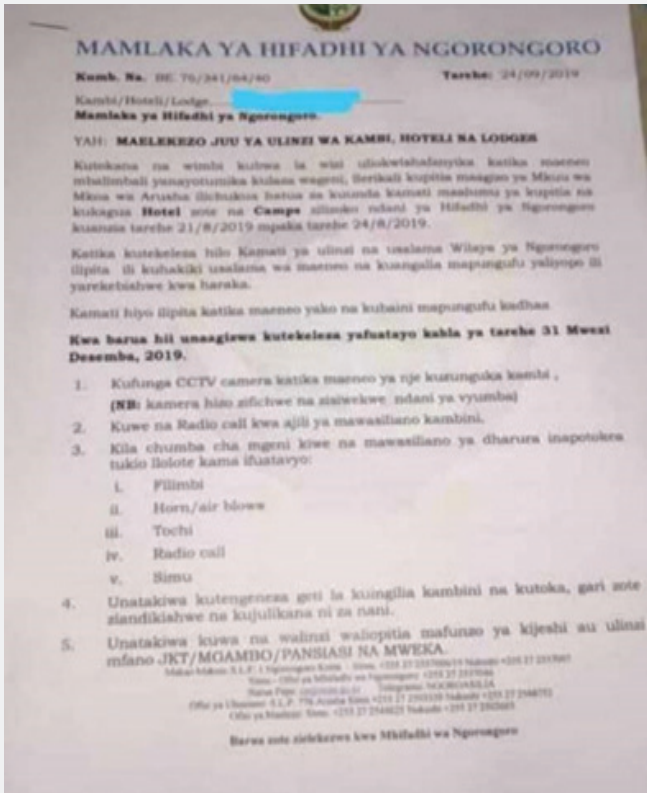 MAMLAKA YA HIFADHI YA NGORONGORO
Kumb. Na. BE. 76/341/64/40 Tarehe: 24/09/2019
Kambi/Hoteli/Lodge
Mamlaka ya Hifadhi ya Ngorongoro.
YAH: MAELEKEZO JUU YA ULINZI WA KAMBI, HOTELI NA LODGES
Kutokana na wimbi kubwa la wizi uliokwishafanyika katika maeneo
mbalimbali yanayotumika kulaza wageni, Serikali kupitia maagizo ya Mkuu wa
Mkoa wa Arusha ilichukua hatua za kuunda kamati maalumu ya kupitia na
kukagua Hotel zote na Camps zilizoko ndani ya Hifadhi ya Ngorongoro
kuanzia tarehe 21/8/2019 mpaka tarehe 24/8/2019.
Katika kutekeleza hilo Kamati ya ulinzi na usalama Wilaya ya Ngorongoro
ilipita ili kuhakiki usalama wa maeneo na kuangalia mapungufu yaliyopo ili
yarekebishwe kwa haraka.
Kamati hiyo ilipita katika maeneo yako na kubaini mapungufu kadhaa
Kwa barua hii unaagizwa kutekeleza yafuatayo kabla ya tarehe 31 Mwezi
Desemba, 2019.
1. Kufunga CCTV camera katika maeneo ya nje kuzunguka kambi ,
(NB: kamera hizo zifichwe na zisiwekwe ndani ya vyumba)
2. Kuwe na Radio call kwa ajili ya mawasiliano kambini,
3. Kila chumba cha mgeni kiwe na mawasiliano ya dharura inapotokea
tukio llolote kama ifuatavyo:
i. Filimbi
ii. Horn/air blows
iii. Tochi
iv. Radio call
v. Simu
4. Unatakiwa kutengeneza geti la kuingilia kambini na kutoka, gari zote
ziandikishwe na kujulikana ni za nani.
5. Unatakiwa kuwa na walinzi waliopitia mafunzo ya kijeshi au ulinzi
mfano JKT/MGAMBO/PANSIASI NA MWEKA.
Barua zote zielekezwe kwa Mhifadhi wa Ngorongoro